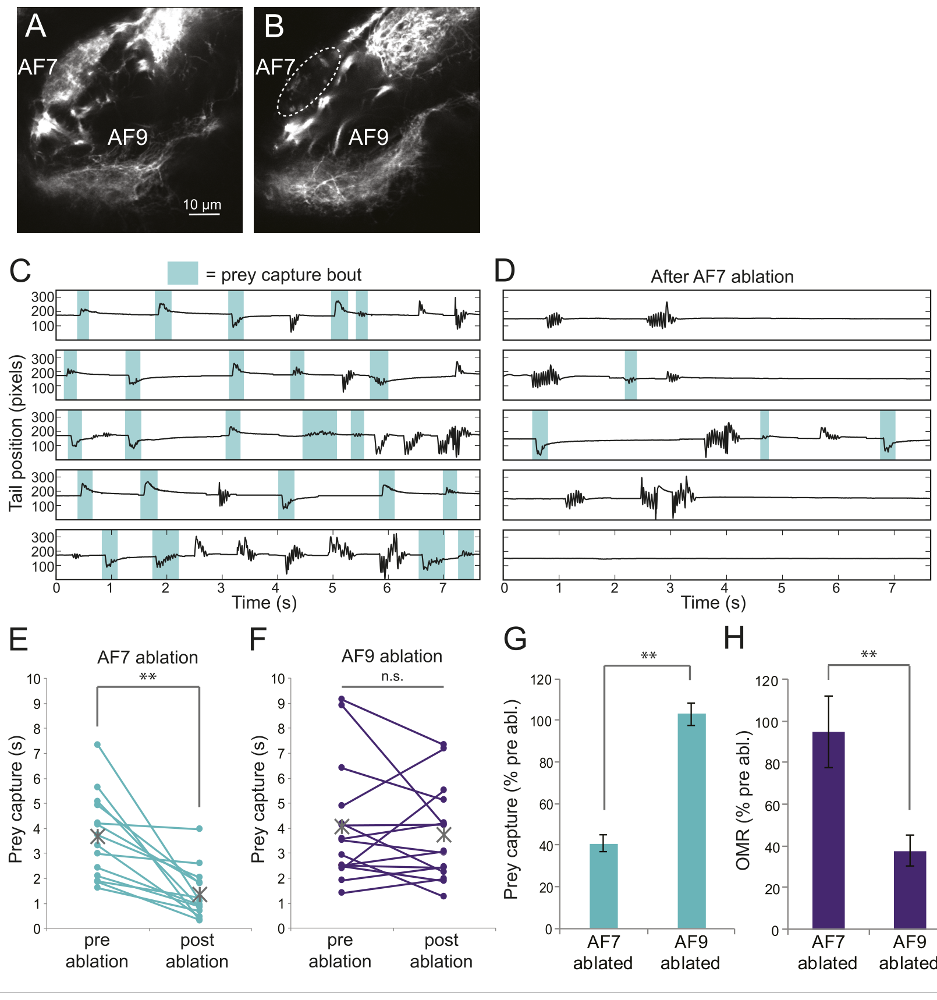 A
AF7
AF9
10 µm
B
AF7
AF9
C
= prey capture bout
D
After AF7 ablation
Tail position (pixels)
300
200
100
300
200
100
300
200
100
300
200
100
300
200
100
0 1 2 3 4 5 6 7
Time (s)
0 1 2 3 4 5 6 7
Time (s)
E
AF7 ablation
**
Prey capture (s)
10
9
8
7
6
5
4
3
2
1
0
pre ablation
post ablation
F
AF9 ablation
n.s.
Prey capture (s)
10
9
8
7
6
5
4
3
2
1
0
pre ablation
post ablation
G
**
Prey capture (% pre abl.)
120
100
80
60
40
20
0
AF7 ablated
AF9 ablated
H
**
OMR (% pre abl.)
120
100
80
60
40
20
0
AF7 ablated
AF9 ablated